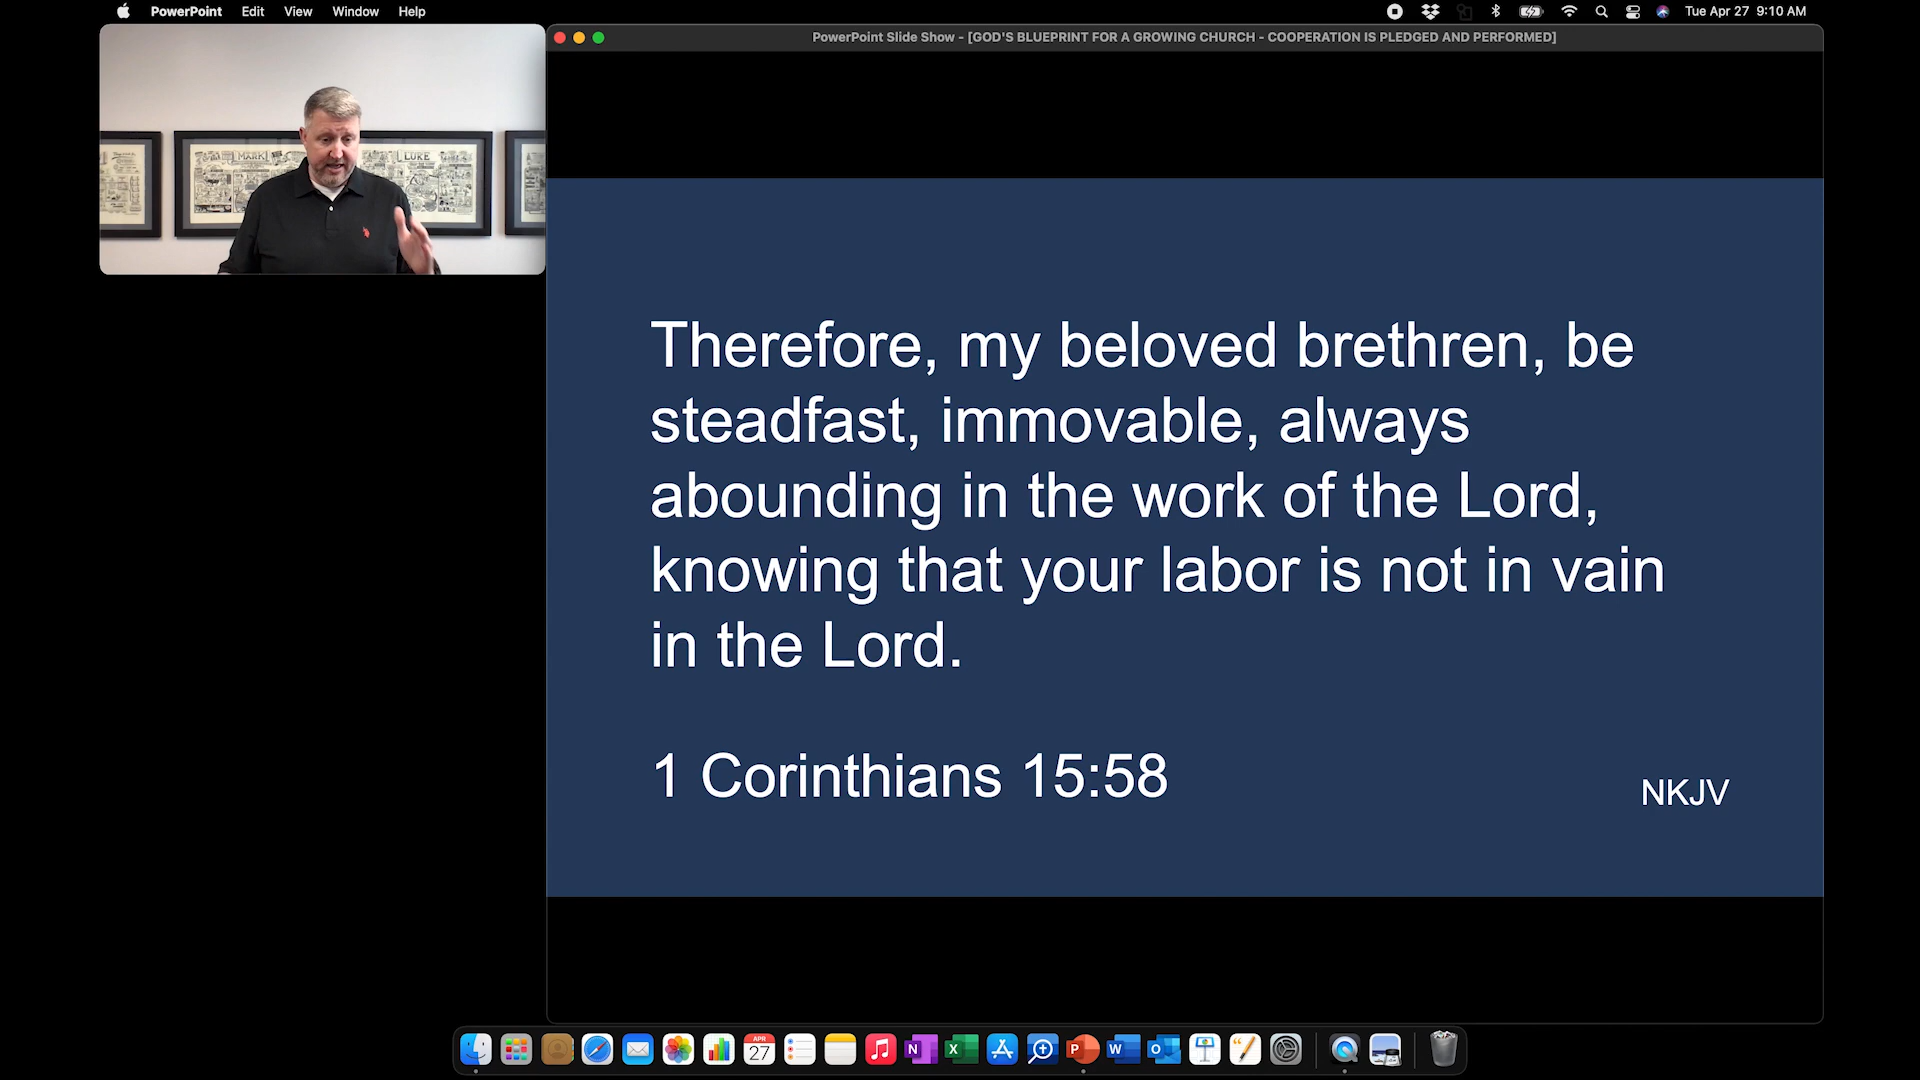 PowerPoint Edit View Window Help
Tue Apr 27 9:10 AM
PowerPoint Slide Show - [GOD'S BLUEPRINT FOR A GROWING CHURCH - COOPERATION IS PLEDGED AND PERFORMED]
MARK
LUKE
Therefore, my beloved brethren, be
steadfast, immovable, always
abounding in the work of the Lord,
knowing that your labor is not in vain
in the Lord.
1 Corinthians 15:58
NKJV
APR
27
N
X
P
W
O